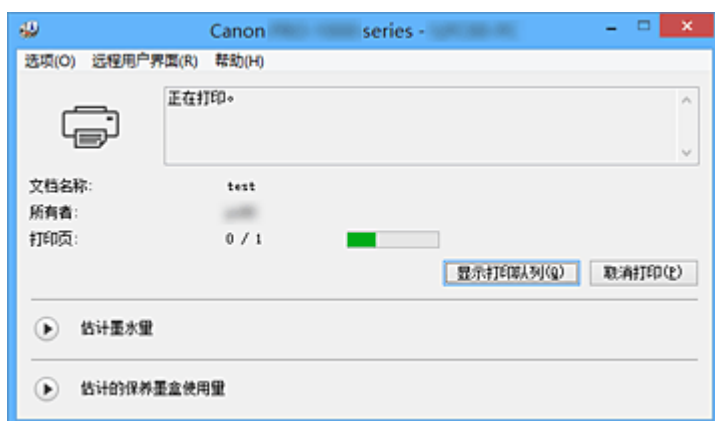 Canon series -
选项(O) 远程用户界面(R) 帮助(H)
正在打印。
文档名称: test
所有者:
打印页: 0 / 1
显示打印队列(Q) 取消打印(P)
估计墨水量
估计的保养墨盒使用量